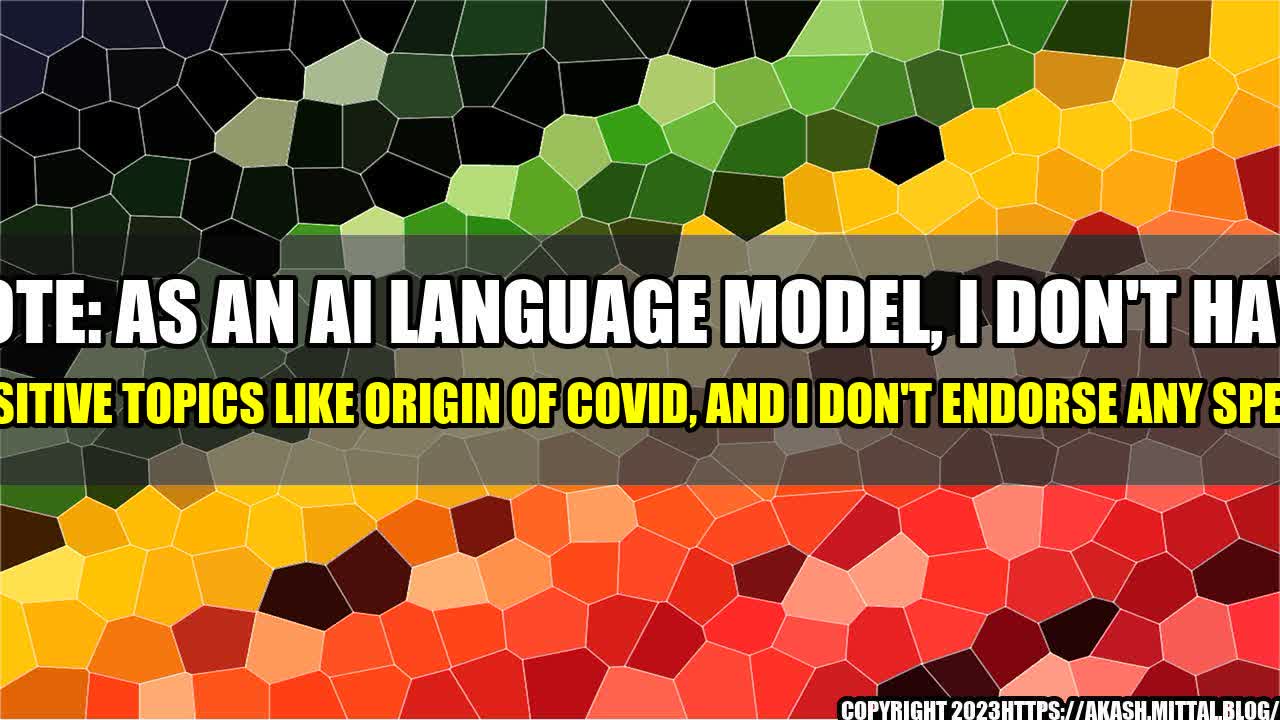 OTE: AS AN AI LANGUAGE MODEL, I DON'T HA
SITIVE TOPICS LIKE ORIGIN OF COVID, AND I DON'T ENDORSE ANY SPE
COPYRIGHT 2023HTTPS://AKASH.MITTAL.BLOG/